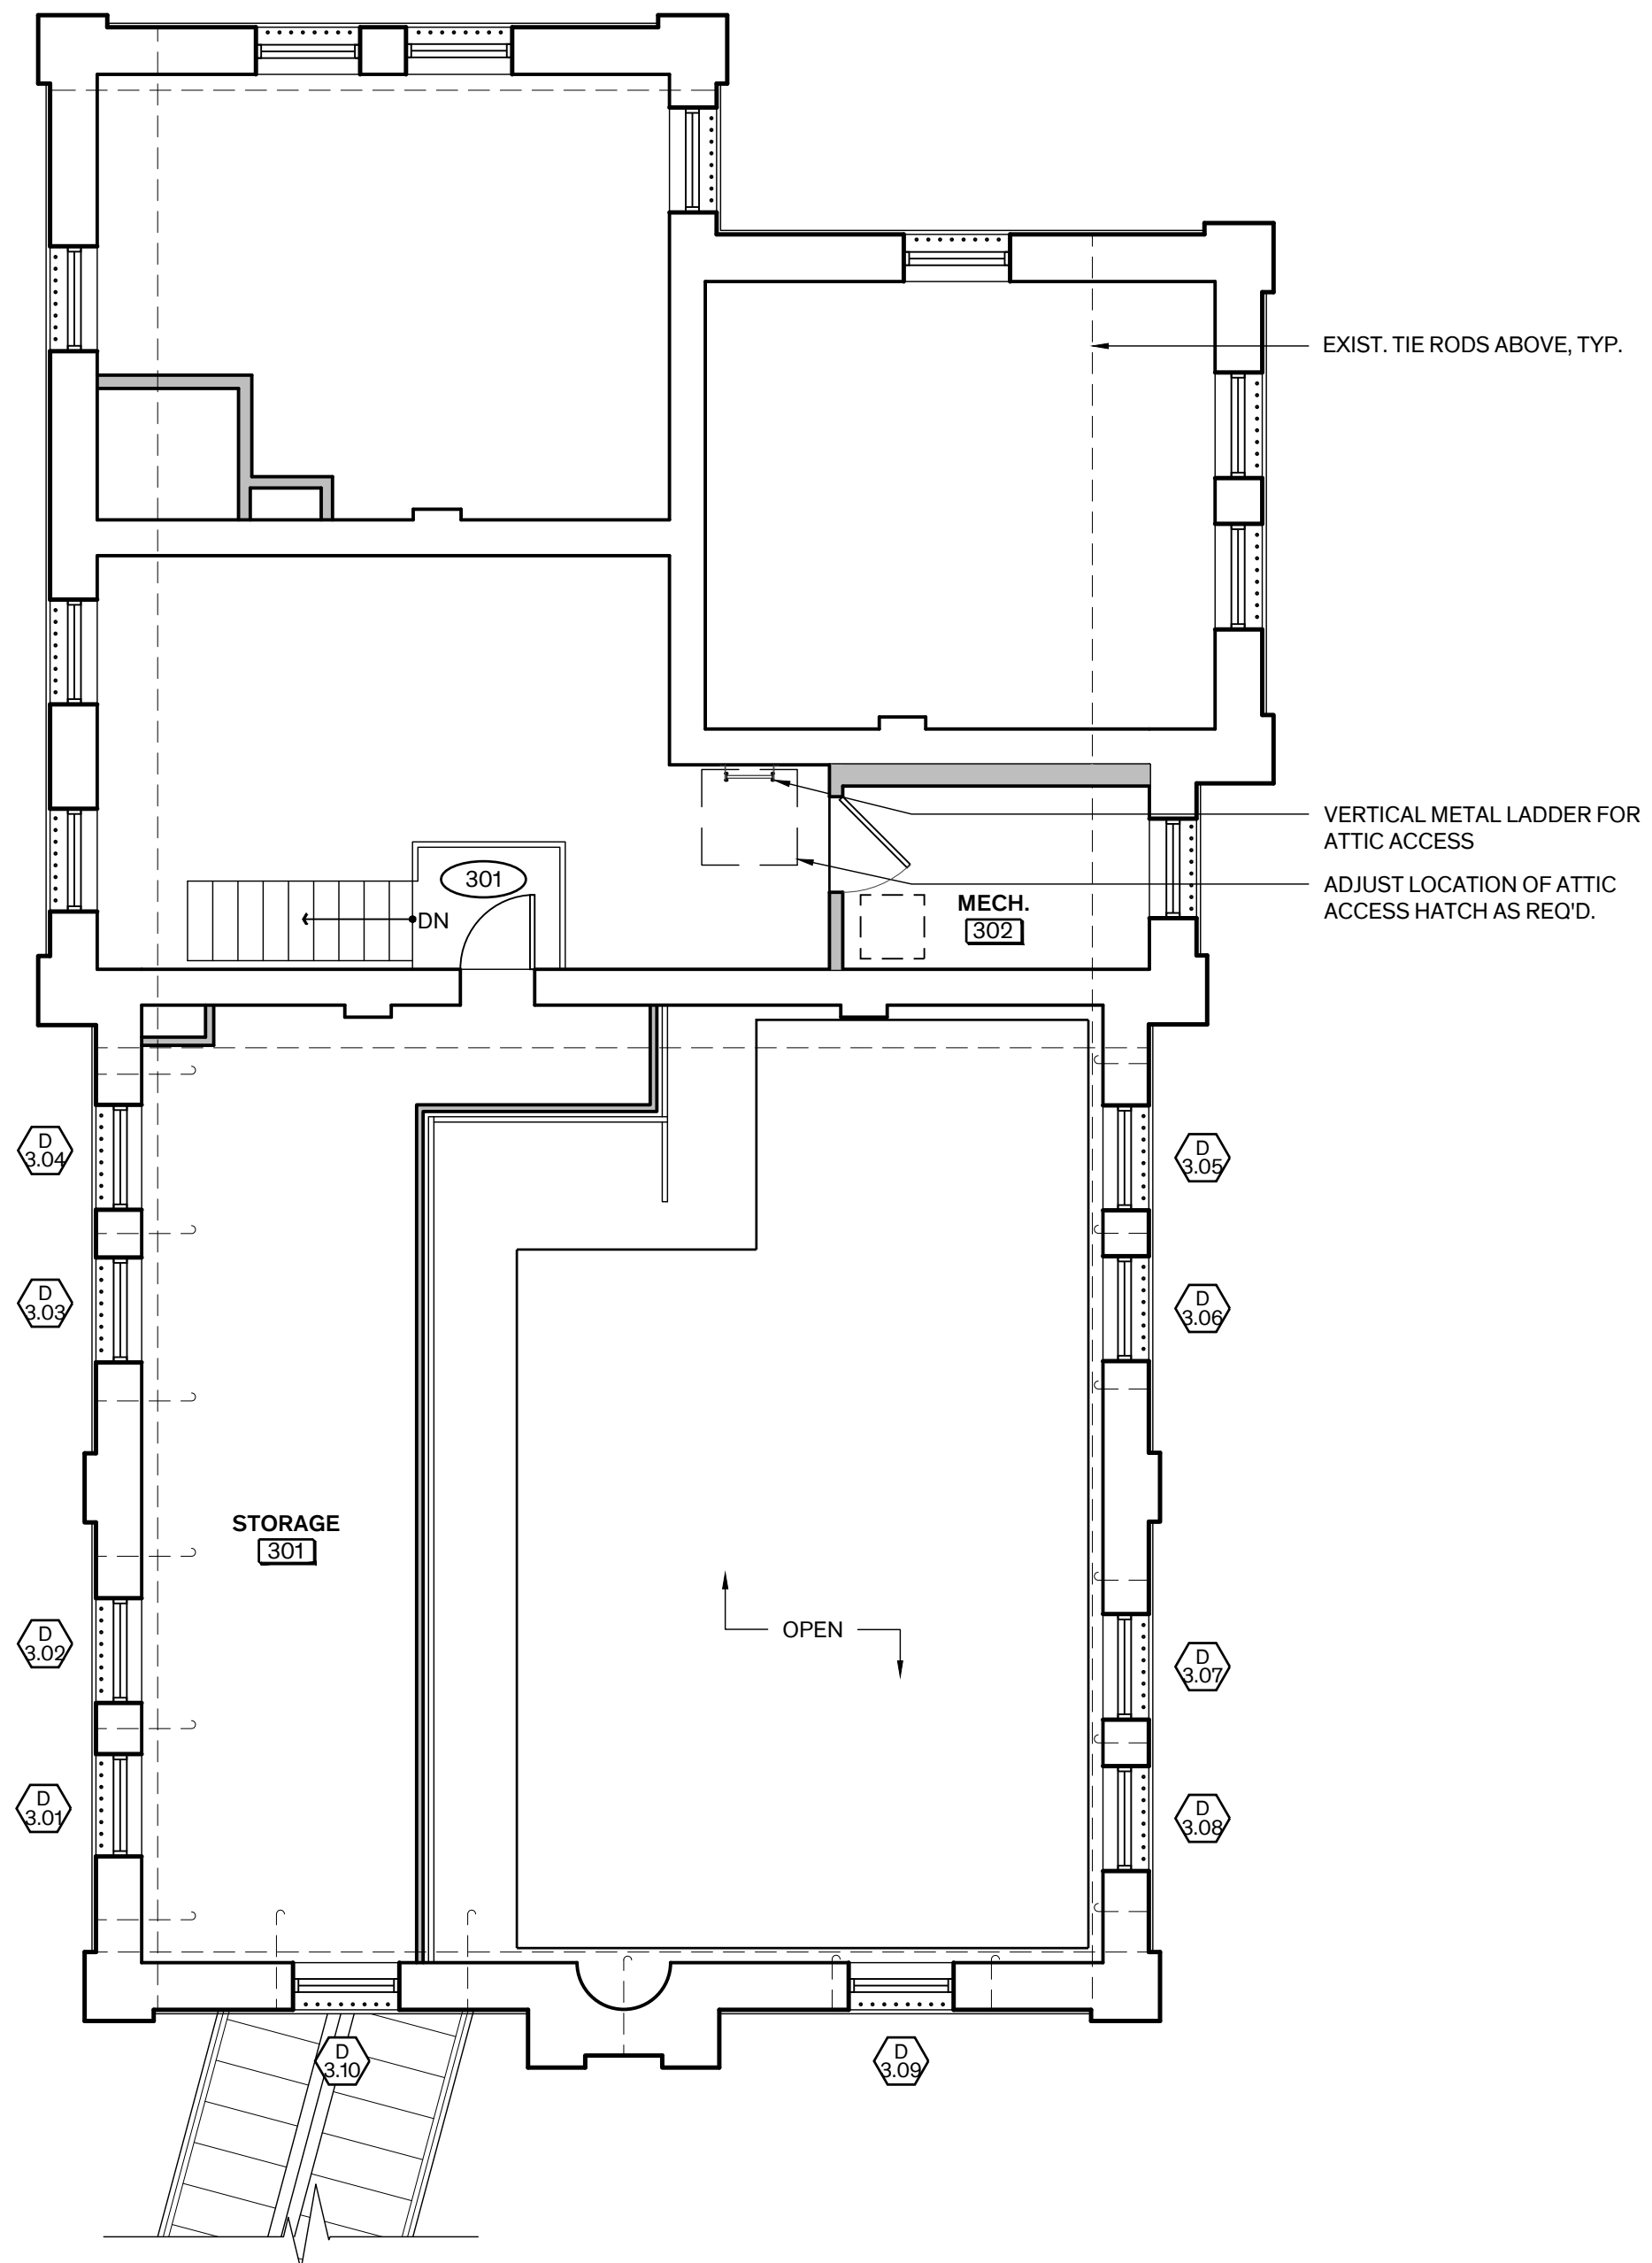 EXIST. TIE RODS ABOVE, TYP.
VERTICAL METAL LADDER FOR
ATTIC ACCESS
ADJUST LOCATION OF ATTIC
ACCESS HATCH AS REQ'D.
301
DN
MECH.
302
D
3.04
D
3.05
D
3.03
D
3.06
STORAGE
301
OPEN
D
3.02
D
3.07
D
3.01
D
3.08
D
3.10
D
3.09